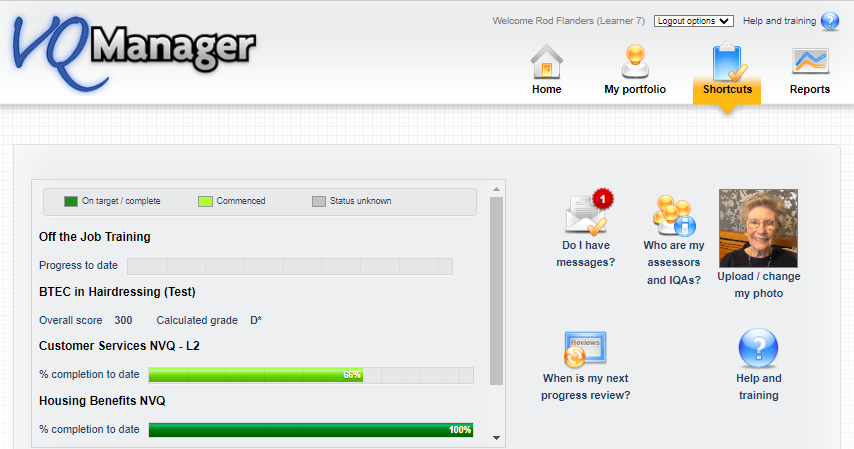 VQManager
Welcome Rod Flanders (Learner 7) Logout options Help and training ?
Home My portfolio Shortcuts Reports
On target / complete Commenced Status unknown
Off the Job Training
Progress to date
BTEC in Hairdressing (Test)
Overall score 300 Calculated grade D*
Customer Services NVQ - L2
% completion to date 66%
Housing Benefits NVQ
% completion to date 100%
1
Do I have
messages?
i
Who are my
assessors
and IQAs?
Upload / change
my photo
Reviews
When is my next
progress review?
?
Help and
training